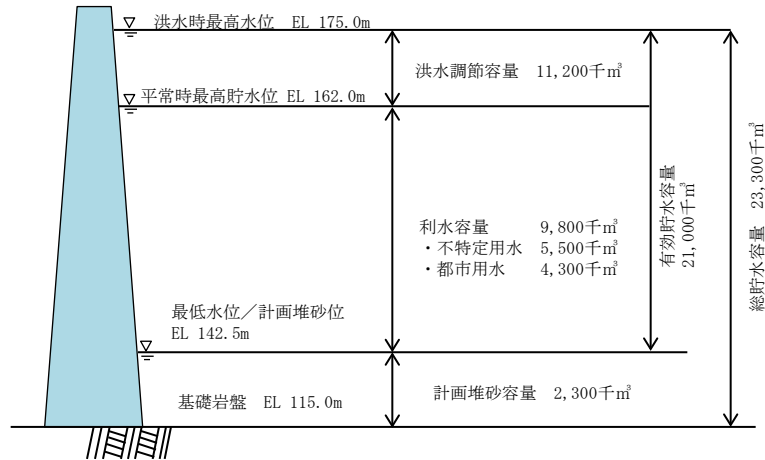 洪水時最高水位 EL 175.0m
洪水調節容量 11,200千㎥
平常時最高貯水位 EL 162.0m
利水容量 9,800千㎥
・不特定用水 5,500千㎥
・都市用水 4,300千㎥
有効貯水容量
21,000千㎥
総貯水容量 23,300千㎥
最低水位／計画堆砂位
EL 142.5m
計画堆砂容量 2,300千㎥
基礎岩盤 EL 115.0m